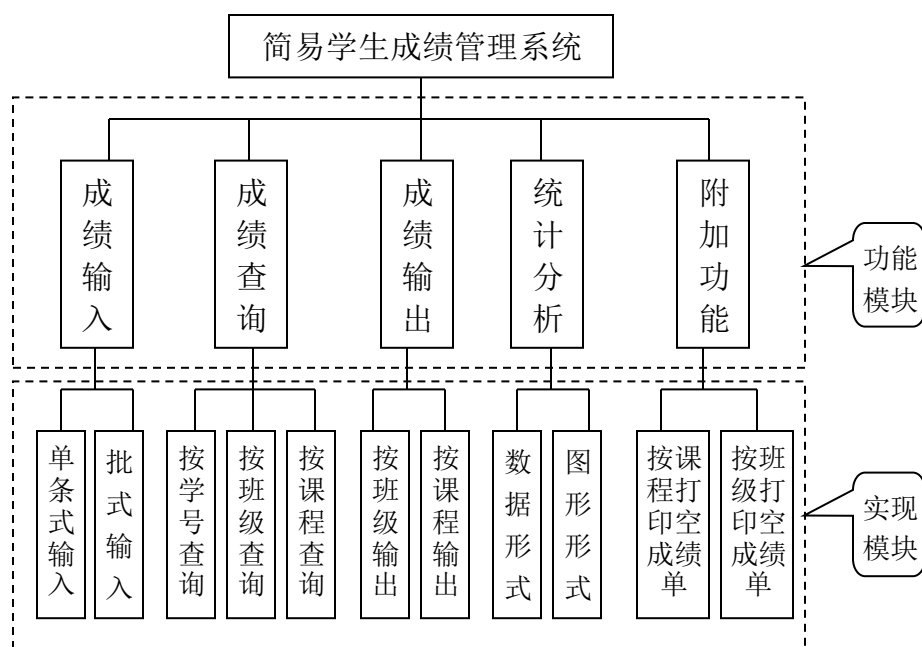 简易学生成绩管理系统
成绩输入
成绩查询
成绩输出
统计分析
附加功能
功能
模块
单条式输入
批式输入
按学号查询
按班级查询
按课程查询
按班级输出
按课程输出
数据形式
图形形式
按课程打印空成绩单
按班级打印空成绩单
实现
模块